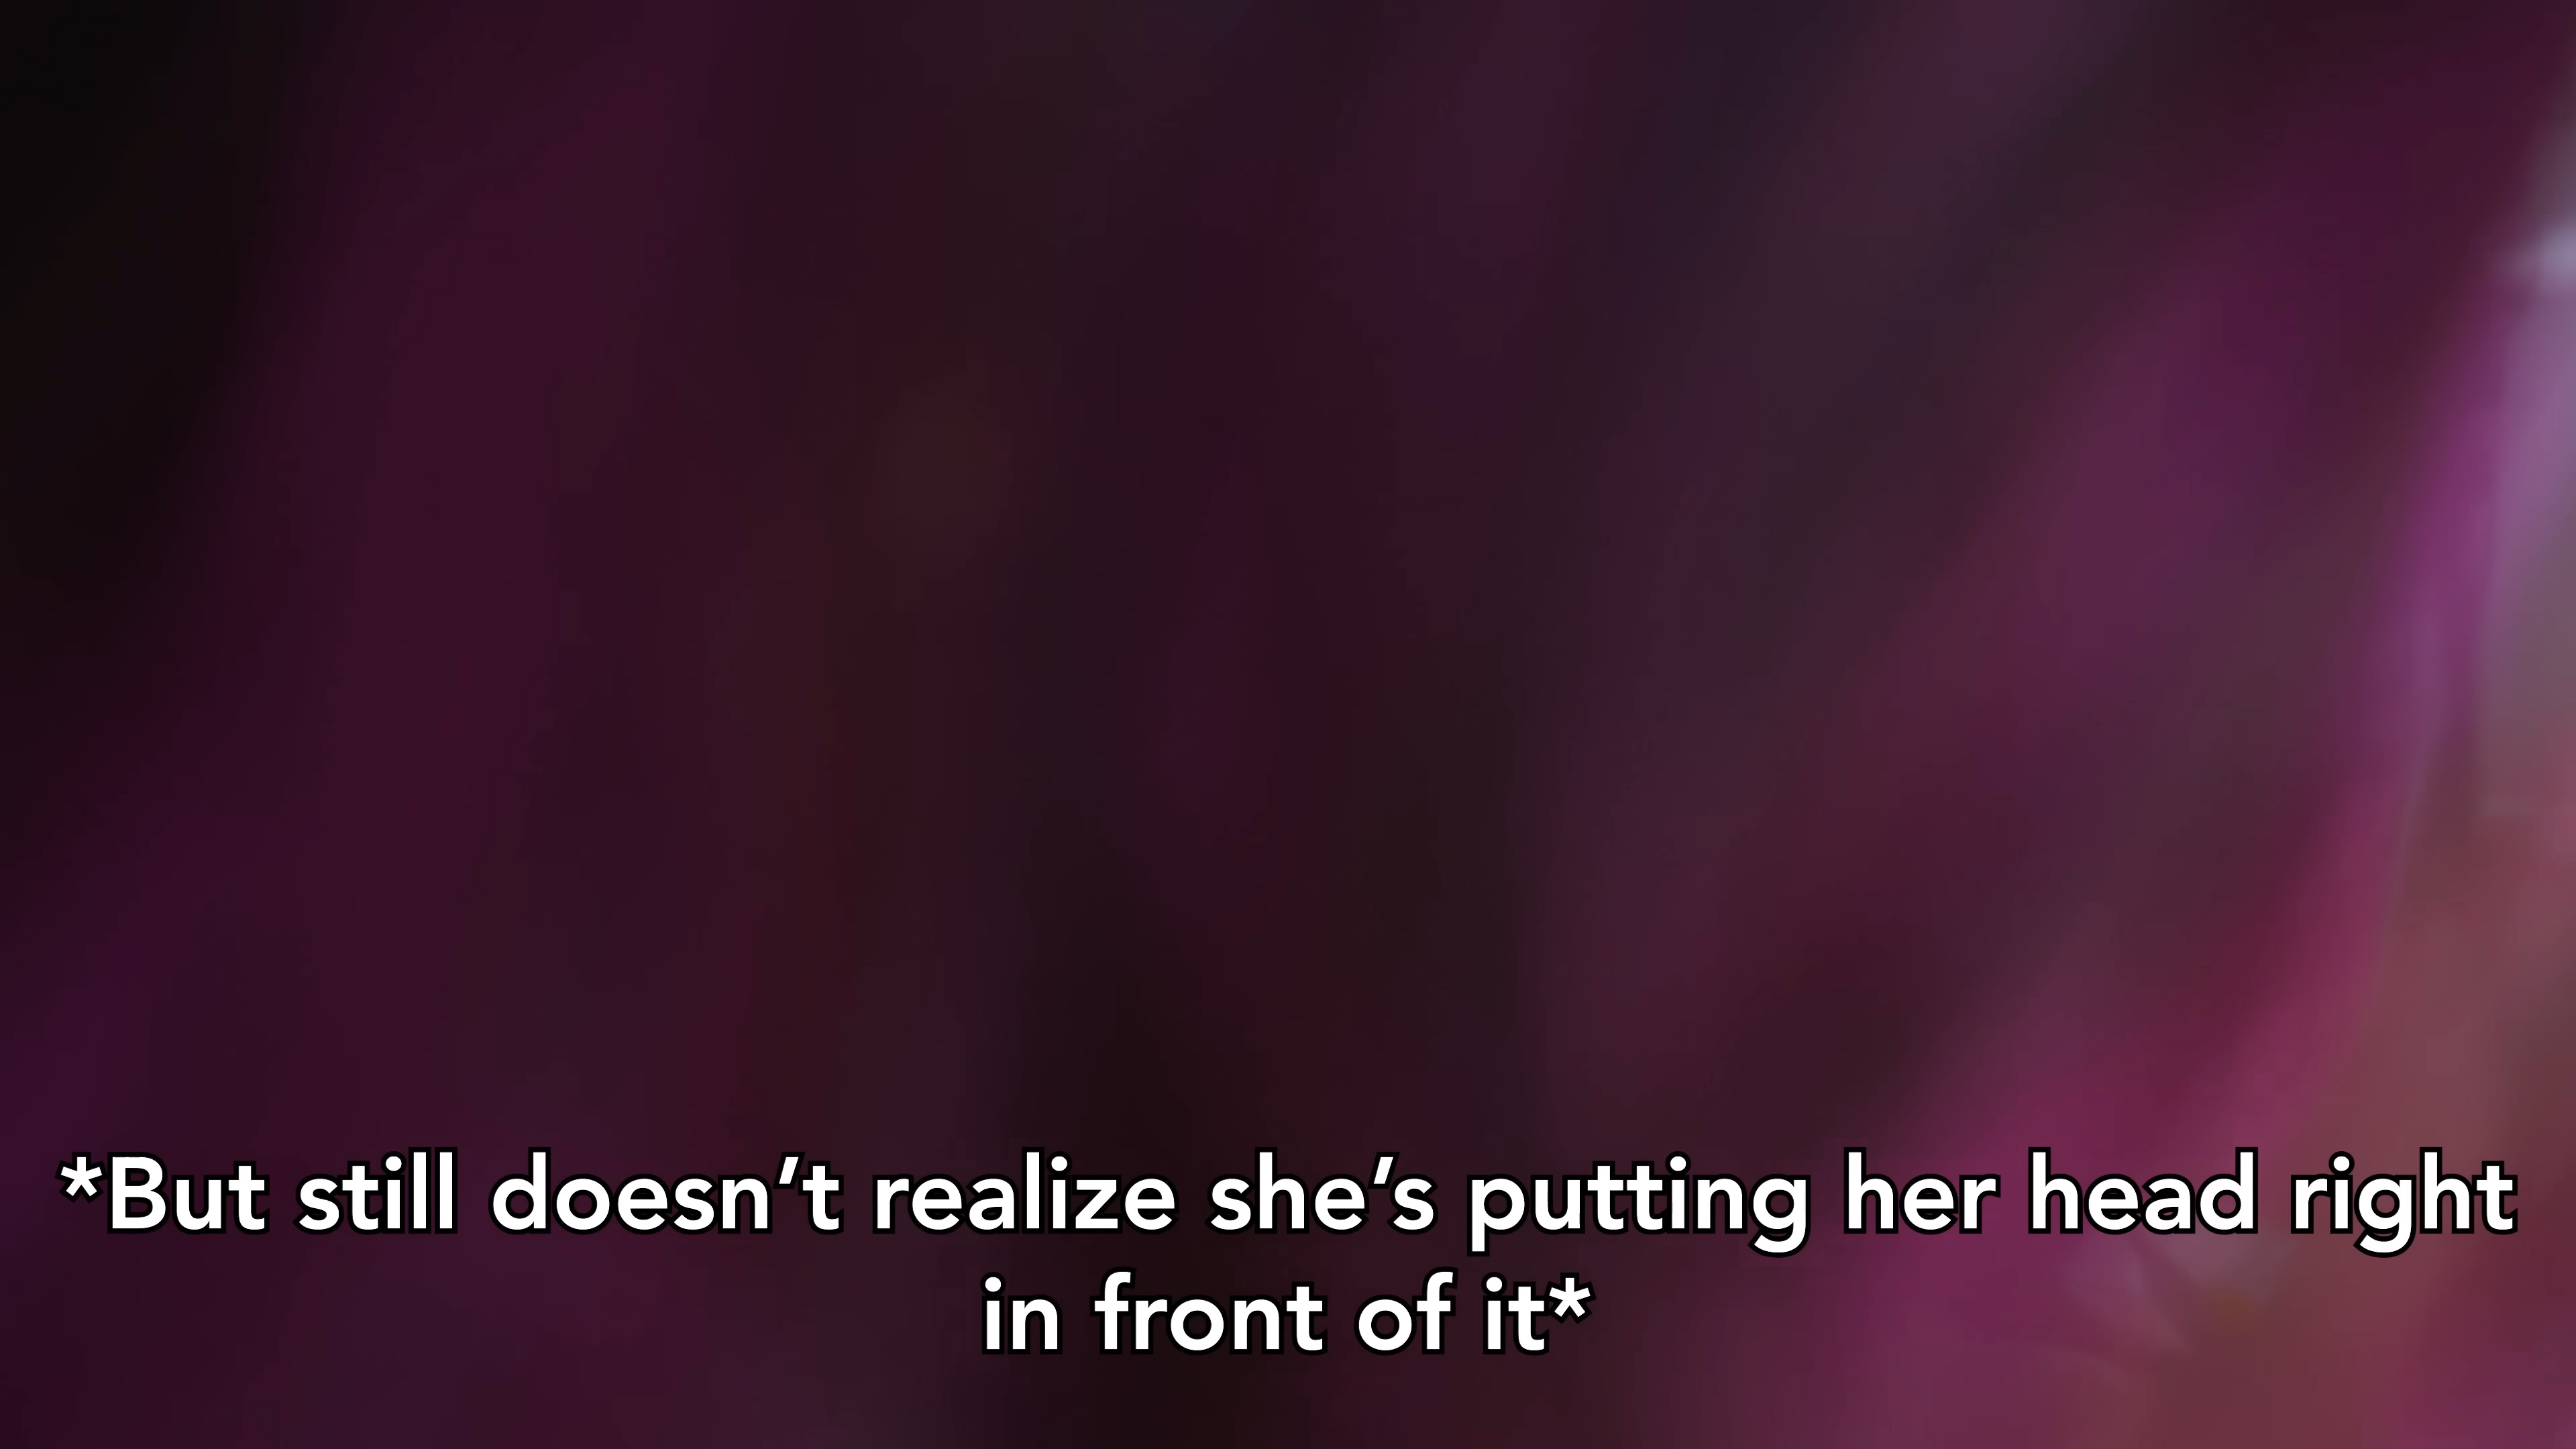 *But still doesn’t realize she’s putting her head right
in front of it*